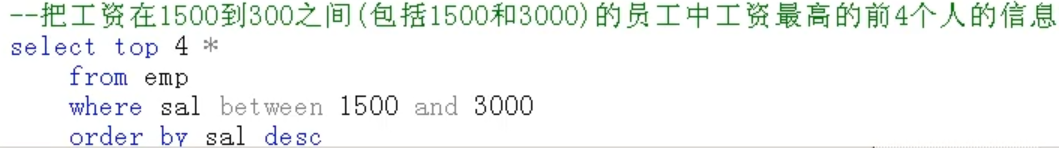 --把工资在1500到300之间(包括1500和3000)的员工中工资最高的前4个人的信息
select top 4 *
from emp
where sal between 1500 and 3000
order by sal desc